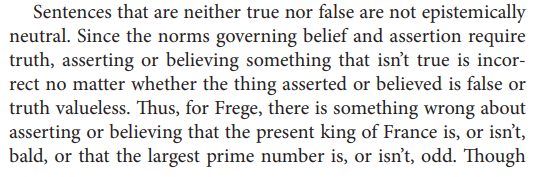 Sentences that are neither true nor false are not epistemically
neutral. Since the norms governing belief and assertion require
truth, asserting or believing something that isn’t true is incor-
rect no matter whether the thing asserted or believed is false or
truth valueless. Thus, for Frege, there is something wrong about
asserting or believing that the present king of France is, or isn’t,
bald, or that the largest prime number is, or isn’t, odd. Though